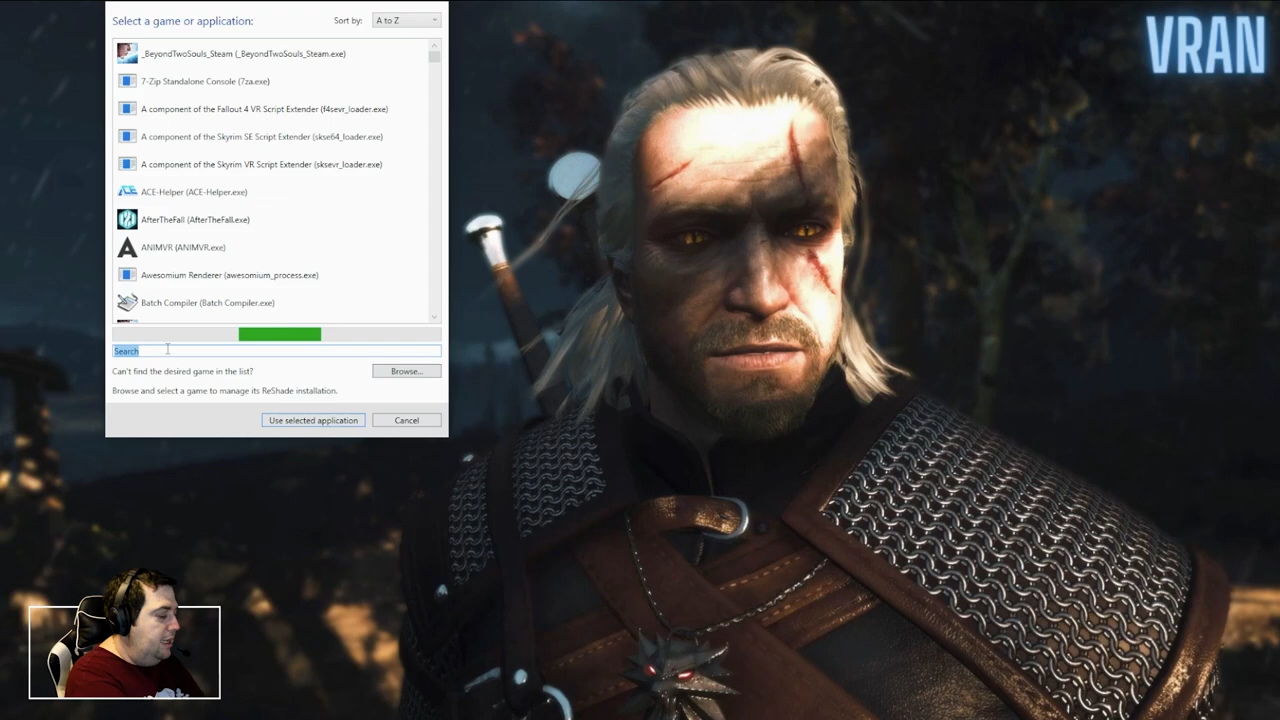 VRAN
Select a game or application:
Sort by:
A to Z
_BeyondTwoSouls_Steam (_BeyondTwoSouls_Steam.exe)
7-Zip Standalone Console (7za.exe)
A component of the Fallout 4 VR Script Extender (f4sevr_loader.exe)
A component of the Skyrim SE Script Extender (skse64_loader.exe)
A component of the Skyrim VR Script Extender (sksevr_loader.exe)
ACE-Helper (ACE-Helper.exe)
AfterTheFall (AfterTheFall.exe)
ANIMVR (ANIMVR.exe)
Awesomium Renderer (awesomium_process.exe)
Batch Compiler (Batch Compiler.exe)
Search
Can't find the desired game in the list?
Browse...
Browse and select a game to manage its ReShade installation.
Use selected application
Cancel